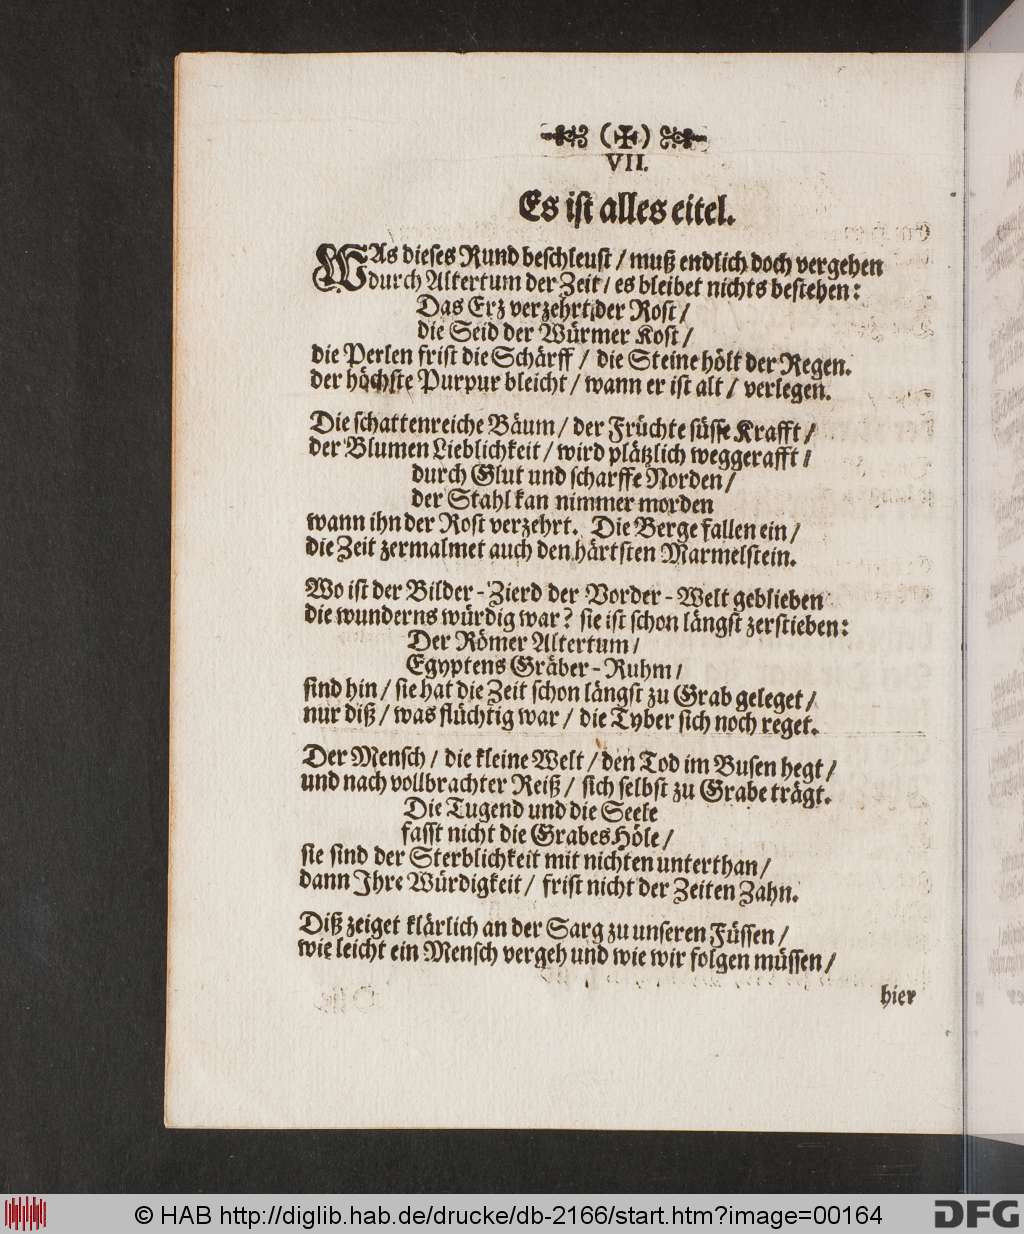 (✠)
VII.
Es ist alles eitel.
WAs dieses Rund beschleust / muß endlich doch vergehen
durch Altertum der Zeit / es bleibet nichts bestehen:
Das Erz verzehrt der Rost /
die Seid der Würmer Kost /
die Perlen frist die Schärff / die Steine hölt der Regen.
der höchste Purpur bleicht / wann er ist alt / verlegen.
Die schattenreiche Bäum / der Früchte süsse Krafft /
der Blumen Lieblichkeit / wird plätzlich weggerafft /
durch Glut und scharffe Norden /
der Stahl kan nimmer morden
wann ihn der Rost verzehrt. Die Berge fallen ein /
die Zeit zermalmet auch den härtsten Marmelstein.
Wo ist der Bilder-Zierd der Vorder-Welt geblieben
die wunderns würdig war? sie ist schon längst zerstieben:
Der Römer Altertum /
Egyptens Gräber-Ruhm /
sind hin / sie hat die Zeit schon längst zu Grab geleget /
nur diß / was flüchtig war / die Tyber sich noch reget.
Der Mensch / die kleine Welt / den Tod im Busen hegt /
und nach vollbrachter Reiß / sich selbst zu Grabe trägt.
Die Tugend und die Seele
fasst nicht die Grabes Höle /
sie sind der Sterblichkeit mit nichten unterthan /
dann Ihre Würdigkeit / frist nicht der Zeiten Zahn.
Diß zeiget klärlich an der Sarg zu unseren Füssen /
wie leicht ein Mensch vergeh und wie wir folgen müssen /
hier
© HAB http://diglib.hab.de/drucke/db-2166/start.htm?image=00164
DFG